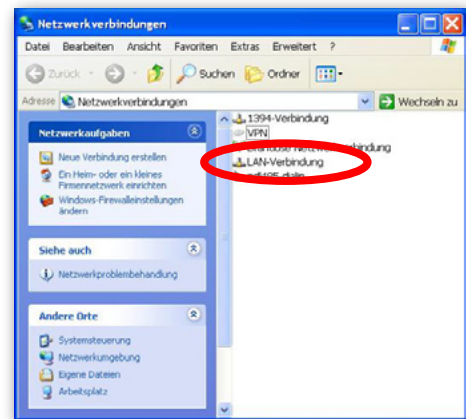 Netzwerkverbindungen
Datei Bearbeiten Ansicht Favoriten Extras Erweitert ?
Zurück Suchen Ordner
Adresse Netzwerkverbindungen Wechseln zu
Netzwerkaufgaben
Neue Verbindung erstellen
Ein Heim- oder ein kleines
Firmennetzwerk einrichten
Windows-Firewalleinstellungen
ändern
Siehe auch
Netzwerkproblembehandlung
Andere Orte
Systemsteuerung
Netzwerkumgebung
Eigene Dateien
Arbeitsplatz
1394-Verbindung
VPN
LAN-Verbindung